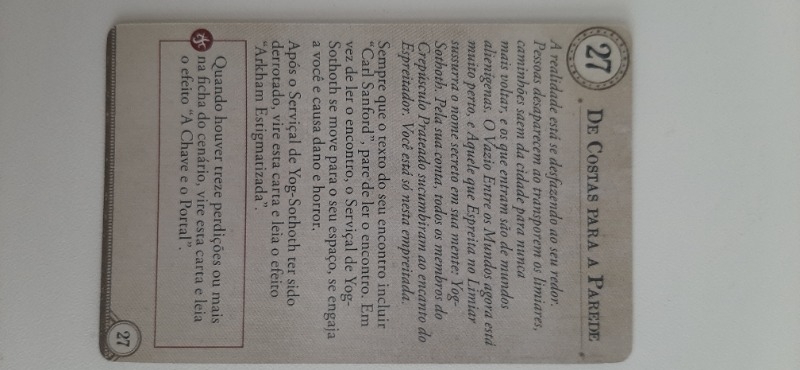 27
DE COSTAS PARA A PAREDE
A realidade está se desfazendo ao seu redor.
Pessoas desaparecem ao transporem os limiares,
caminhões saem da cidade para nunca
mais voltar, e os que entram são de mundos
alienígenas. O Vazio Entre os Mundos agora está
muito perto, e Aquele que Espreita no Limiar
sussurra o nome secreto em sua mente: Yog-
Sothoth. Pela sua conta, todos os membros do
Crepúsculo Prateado sucumbiram ao encanto do
Espreitador. Você está só nesta empreitada.
Sempre que o texto do seu encontro incluir
"Carl Sanford", pare de ler o encontro. Em
vez de ler o encontro, o Serviçal de Yog-
Sothoth se move para o seu espaço, se engaja
a você e causa dano e horror.
Após o Serviçal de Yog-Sothoth ter sido
derrotado, vire esta carta e leia o efeito
"Arkham Estigmatizada".
Quando houver treze perdições ou mais
na ficha do cenário, vire esta carta e leia
o efeito "A Chave e o Portal".
27